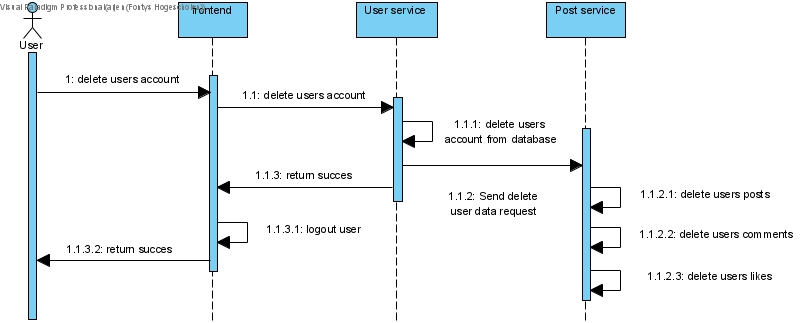 Visual Paradigm Professional(arjen(Fontys Hogeschool))
frontend
User service
Post service
User
1: delete users account
1.1: delete users account
1.1.1: delete users
account from database
1.1.3: return succes
1.1.2: Send delete
user data request
1.1.2.1: delete users posts
1.1.3.1: logout user
1.1.2.2: delete users comments
1.1.3.2: return succes
1.1.2.3: delete users likes